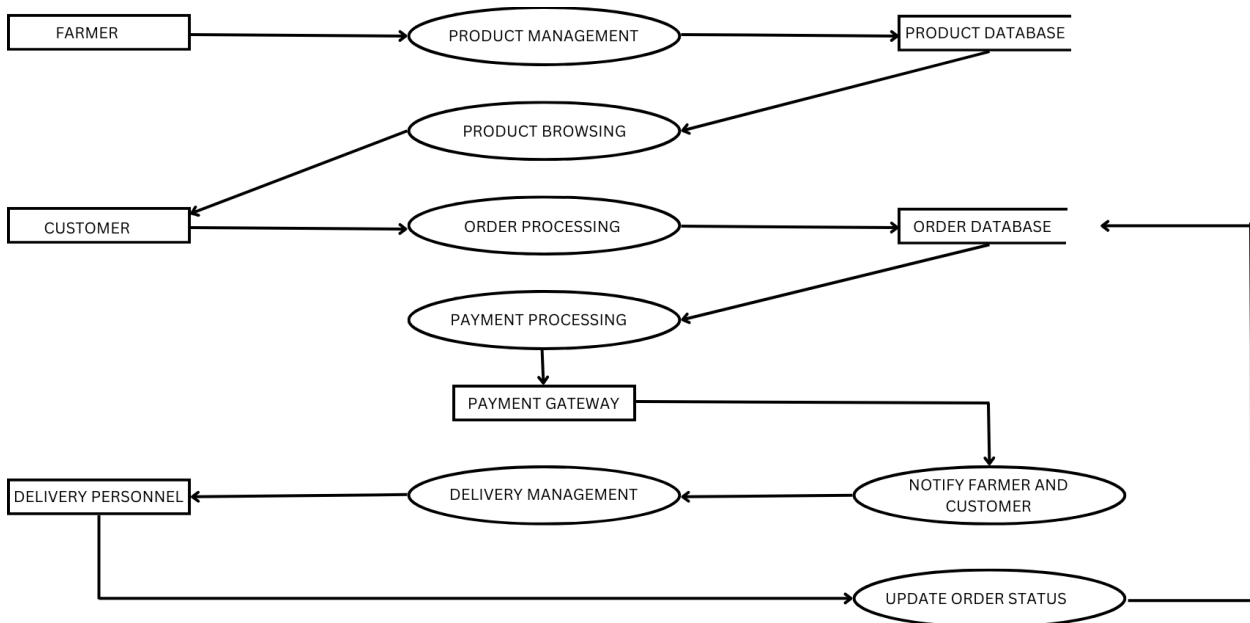 FARMER
PRODUCT MANAGEMENT
PRODUCT DATABASE
PRODUCT BROWSING
CUSTOMER
ORDER PROCESSING
ORDER DATABASE
PAYMENT PROCESSING
PAYMENT GATEWAY
DELIVERY PERSONNEL
DELIVERY MANAGEMENT
NOTIFY FARMER AND
CUSTOMER
UPDATE ORDER STATUS